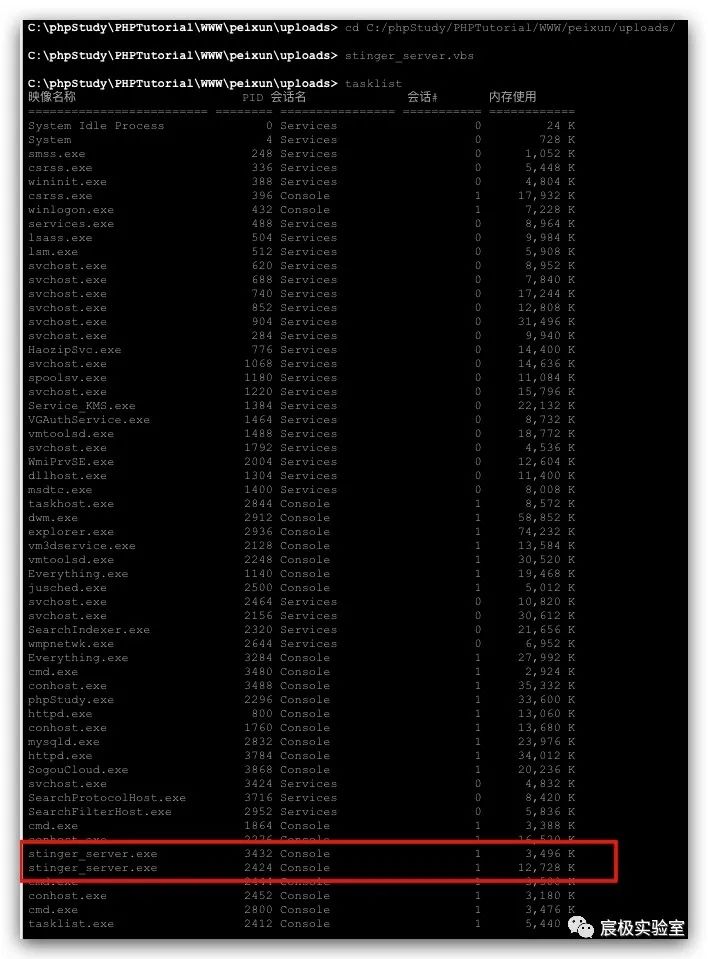 C:\phpStudy\PHPTutorial\WWW\peixun\uploads> cd C:/phpStudy/PHPTutorial/WWW/peixun/uploads/
C:\phpStudy\PHPTutorial\WWW\peixun\uploads> stinger_server.vbs
C:\phpStudy\PHPTutorial\WWW\peixun\uploads> tasklist
映像名称 PID 会话名 会话# 内存使用
========================= ======== ================ =========== ============
System Idle Process 0 Services 0 24 K
System 4 Services 0 728 K
smss.exe 248 Services 0 1,052 K
csrss.exe 336 Services 0 5,448 K
wininit.exe 388 Services 0 4,804 K
csrss.exe 396 Console 1 17,932 K
winlogon.exe 432 Console 1 7,228 K
services.exe 488 Services 0 8,964 K
lsass.exe 504 Services 0 9,984 K
lsm.exe 512 Services 0 5,908 K
svchost.exe 620 Services 0 8,952 K
svchost.exe 688 Services 0 7,840 K
svchost.exe 740 Services 0 17,244 K
svchost.exe 852 Services 0 12,808 K
svchost.exe 904 Services 0 31,496 K
svchost.exe 284 Services 0 9,940 K
HaozipSvc.exe 776 Services 0 14,400 K
svchost.exe 1068 Services 0 14,636 K
spoolsv.exe 1180 Services 0 11,084 K
svchost.exe 1220 Services 0 15,796 K
Service_KMS.exe 1384 Services 0 22,132 K
VGAuthService.exe 1464 Services 0 8,732 K
vmtoolsd.exe 1488 Services 0 18,772 K
svchost.exe 1792 Services 0 4,536 K
WmiPrvSE.exe 2004 Services 0 12,604 K
dllhost.exe 1304 Services 0 11,400 K
msdtc.exe 1400 Services 0 8,008 K
taskhost.exe 2844 Console 1 8,572 K
dwm.exe 2912 Console 1 58,852 K
explorer.exe 2936 Console 1 74,232 K
vm3dservice.exe 2128 Console 1 13,584 K
vmtoolsd.exe 2248 Console 1 30,520 K
Everything.exe 1140 Console 1 19,468 K
jusched.exe 2500 Console 1 5,012 K
svchost.exe 2464 Services 0 10,820 K
svchost.exe 2156 Services 0 30,612 K
SearchIndexer.exe 2320 Services 0 21,656 K
wmpnetwk.exe 2644 Services 0 6,952 K
Everything.exe 3284 Console 1 27,992 K
cmd.exe 3480 Console 1 2,924 K
conhost.exe 3488 Console 1 35,332 K
phpStudy.exe 2296 Console 1 33,600 K
httpd.exe 800 Console 1 13,060 K
conhost.exe 1760 Console 1 13,680 K
mysqld.exe 2832 Console 1 23,976 K
httpd.exe 3784 Console 1 34,012 K
SogouCloud.exe 3868 Console 1 20,236 K
svchost.exe 3424 Services 0 4,832 K
SearchProtocolHost.exe 3716 Services 0 8,420 K
SearchFilterHost.exe 2952 Services 0 5,836 K
cmd.exe 1864 Console 1 3,388 K
conhost.exe Console 1 K
stinger_server.exe 3432 Console 1 3,496 K
stinger_server.exe 2424 Console 1 12,728 K
cmd.exe Console 1 K
conhost.exe 2452 Console 1 3,180 K
cmd.exe 2800 Console 1 3,476 K
tasklist.exe 2412 Console 1 5,440 K
宸极实验室